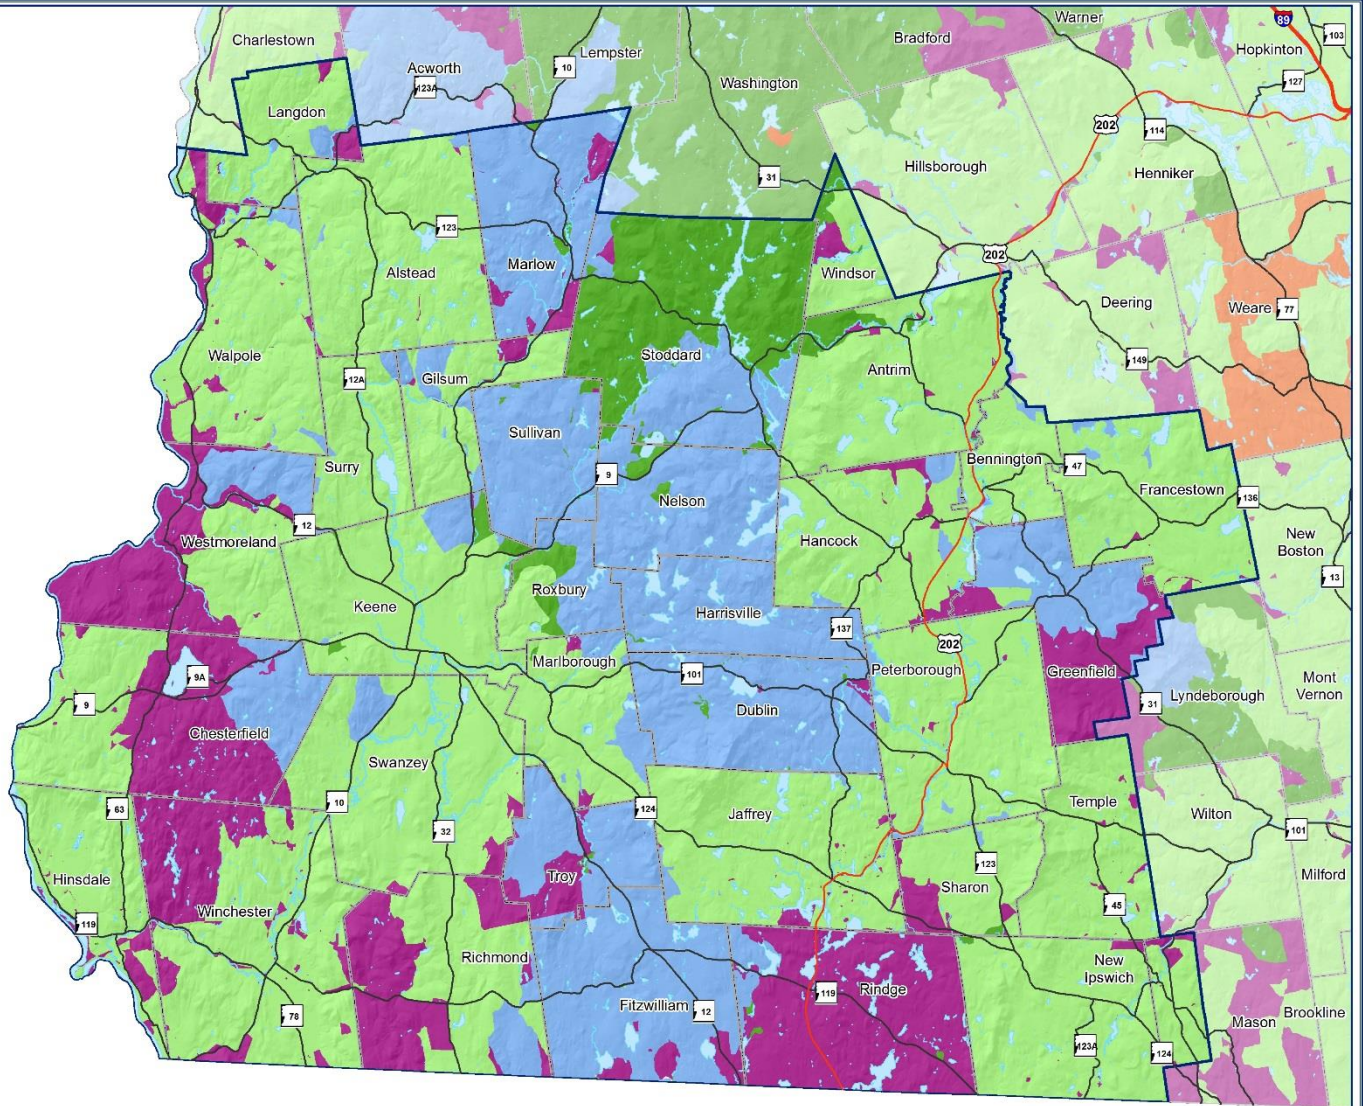 Charlestown
Acworth
123A
10
Lempster
Washington
Bradford
Warner
89
103
Hopkinton
127
Langdon
202
114
Hillsborough
31
Henniker
123
Alstead
Marlow
Windsor
202
Deering
Weare
77
Walpole
12A
Gilsum
Stoddard
Antrim
149
Sullivan
Surry
9
Nelson
Bennington
47
Francestown
136
12
Westmoreland
Hancock
New
Boston
13
Keene
Roxbury
Harrisville
137
202
Marlborough
101
Peterborough
Greenfield
9A
9
Dublin
31
Lyndeborough
Mont
Vernon
Chesterfield
Swanzey
10
63
124
32
Jaffrey
Temple
Wilton
101
Hinsdale
Troy
123
Sharon
45
Milford
119
Winchester
Richmond
New
Ipswich
119
Rindge
Fitzwilliam
12
78
Mason
Brookline
123A
124